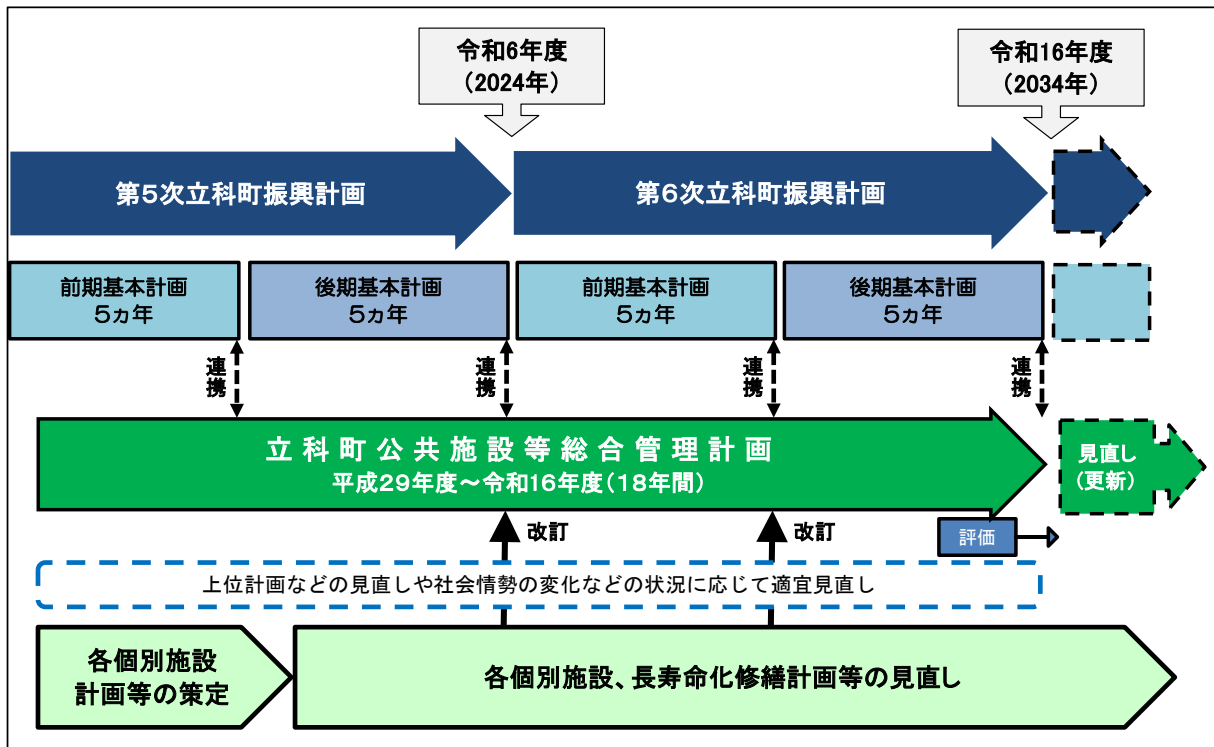 令和6年度
（2024年）
令和16年度
（2034年）
第5次立科町振興計画
第6次立科町振興計画
前期基本計画
５ヵ年
後期基本計画
５ヵ年
前期基本計画
５ヵ年
後期基本計画
５ヵ年
連携
連携
連携
連携
立科町公共施設等総合管理計画
平成29年度～令和16年度（18年間）
見直し
（更新）
改訂
改訂
評価
上位計画などの見直しや社会情勢の変化などの状況に応じて適宜見直し
各個別施設
計画等の策定
各個別施設、長寿命化修繕計画等の見直し